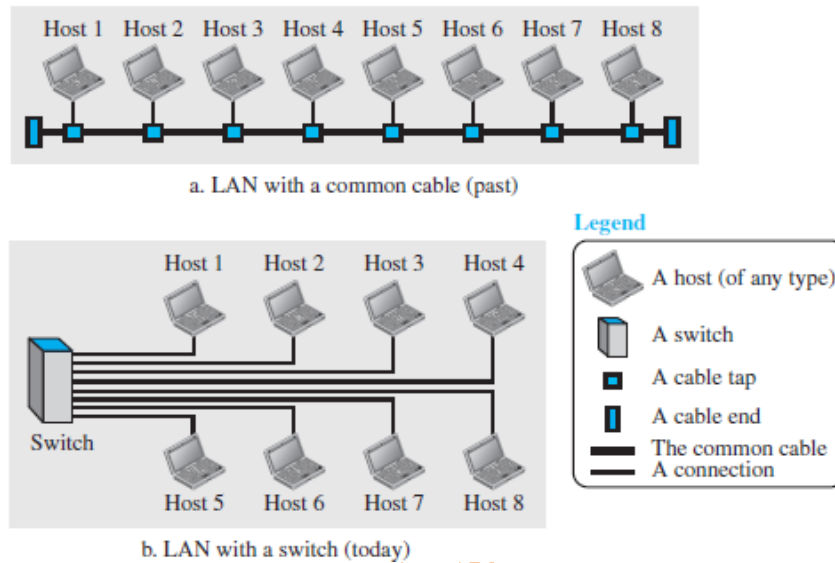 Host 1 Host 2 Host 3 Host 4 Host 5 Host 6 Host 7 Host 8
a. LAN with a common cable (past)
Legend
A host (of any type)
A switch
A cable tap
A cable end
The common cable
A connection
Host 1 Host 2 Host 3 Host 4
Switch
Host 5 Host 6 Host 7 Host 8
b. LAN with a switch (today)